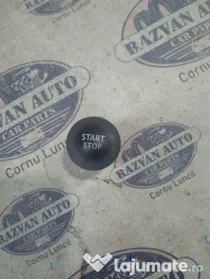 RAZVAN AUTO
CAR PARTS
Cornu Luncii
START
STOP
RAZVAN AUTO
CAR PARTS
Cornu Luncii
lajumate.ro